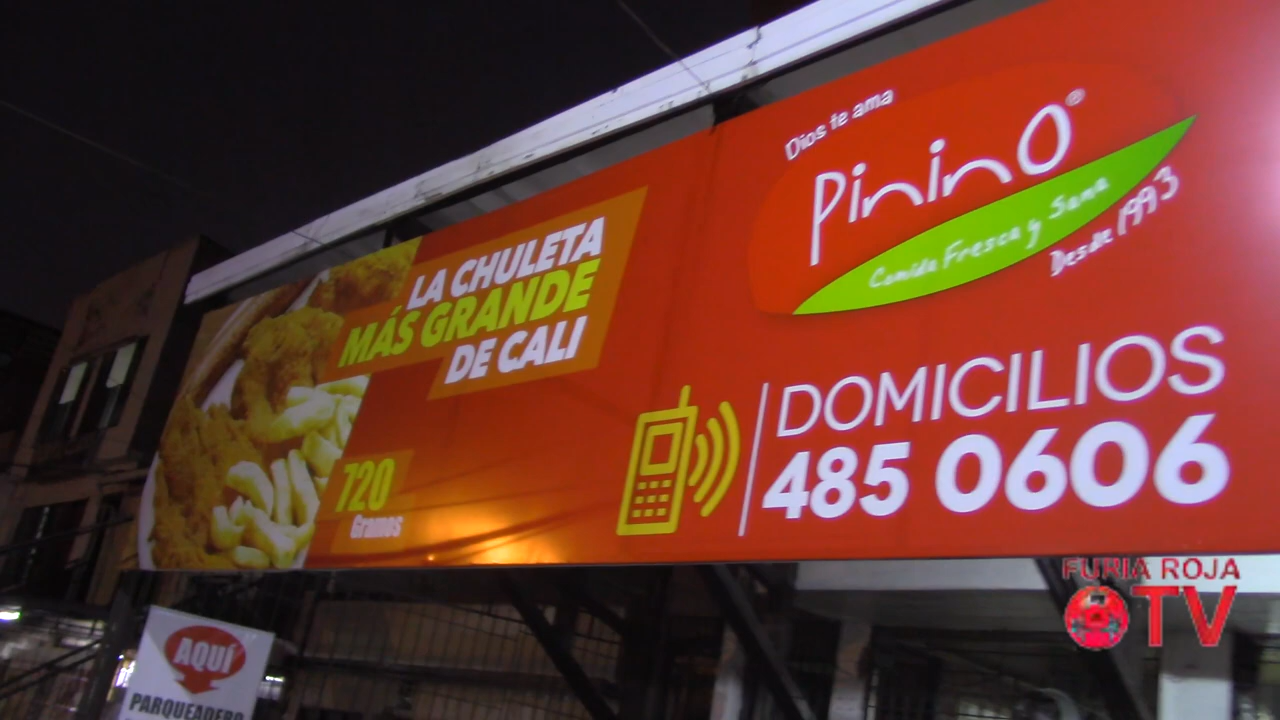 Dios te ama
Pinino®
Comida Fresca y Sana
Desde 1993
LA CHULETA
MÁS GRANDE
DE CALI
720
Gramos
DOMICILIOS
485 0606
FURIA ROJA
TV
AQUÍ
PARQUEADERO